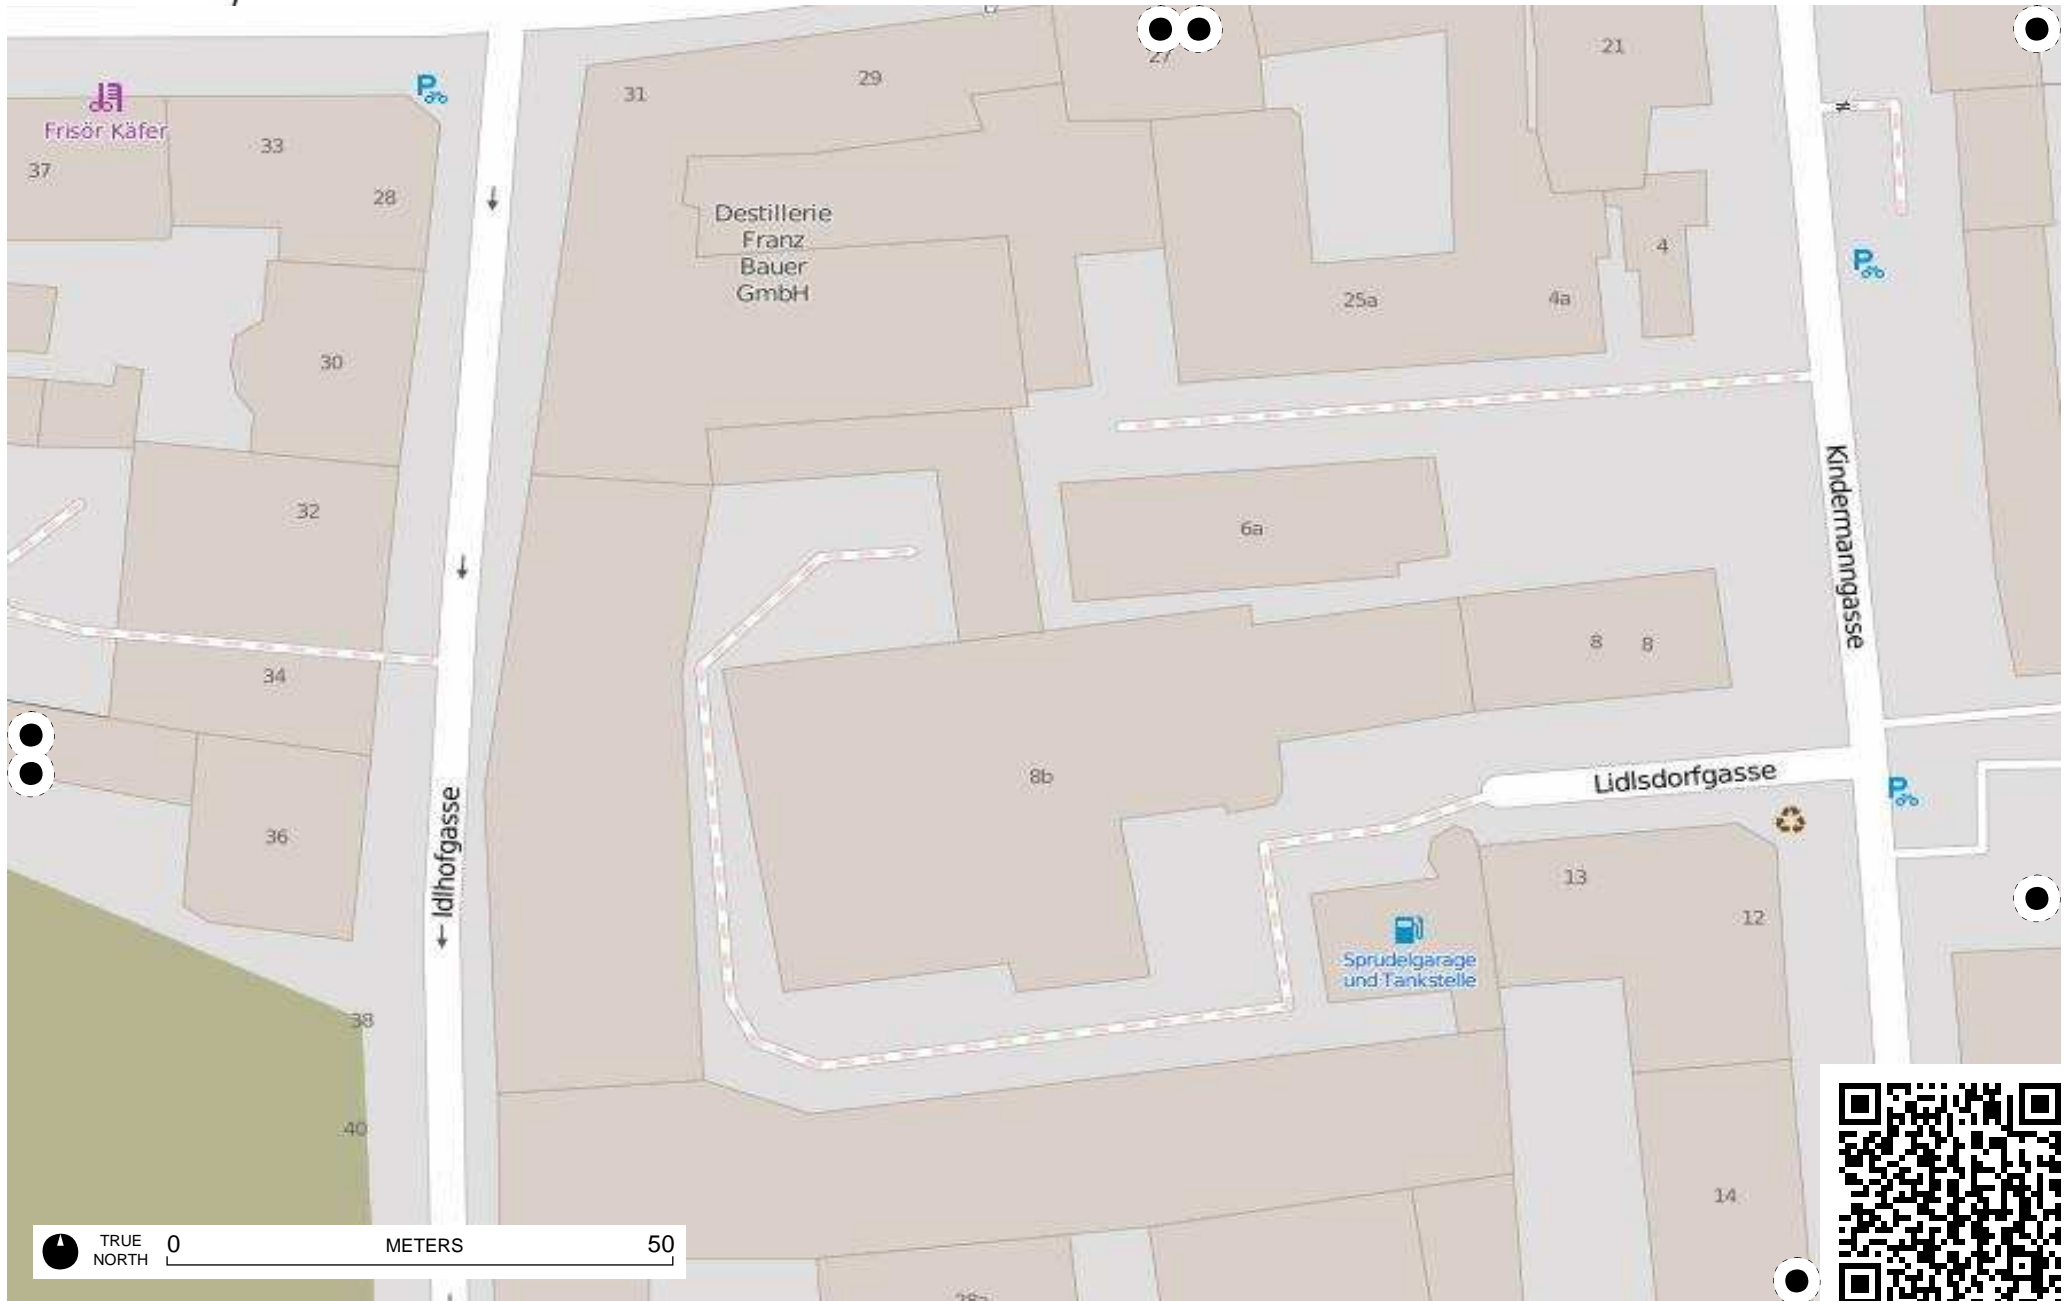 27
21
29
31
Frisör Käfer
33
37
28
Destillerie
Franz
Bauer
GmbH
4
25a
4a
30
32
6a
Kindermanngasse
8
8
34
8b
Lidlsdorfgasse
36
Idlhofgasse
13
12
Sprudelgarage
und Tankstelle
38
40
14
TRUE
NORTH
0
METERS
50